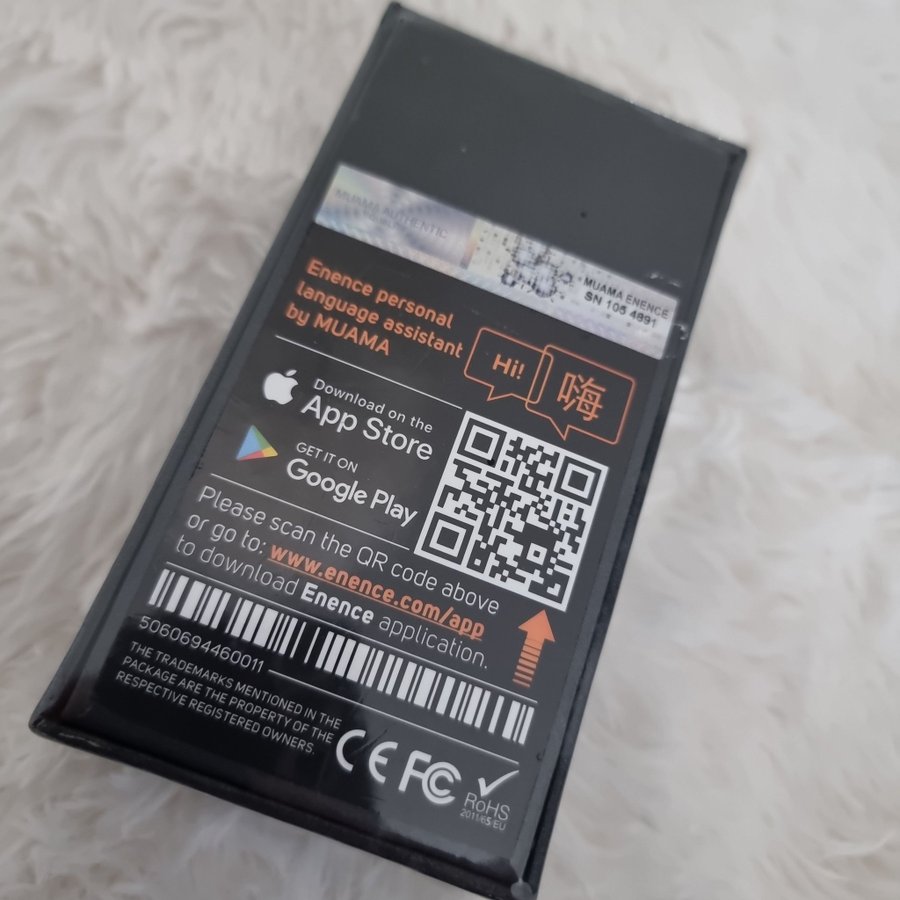 MUAMA AUTHENTIC
MUAMA ENENCE
SN 105 4891
Enence personal
language assistant
by MUAMA
Hi!
嗨
Download on the
App Store
GET IT ON
Google Play
Please scan the QR code above
or go to: www.enence.com/app
to download Enence application.
5060694460011
THE TRADEMARKS MENTIONED IN THE
PACKAGE ARE THE PROPERTY OF THE
RESPECTIVE REGISTERED OWNERS.
CE FC
RoHS
2011/65/EU